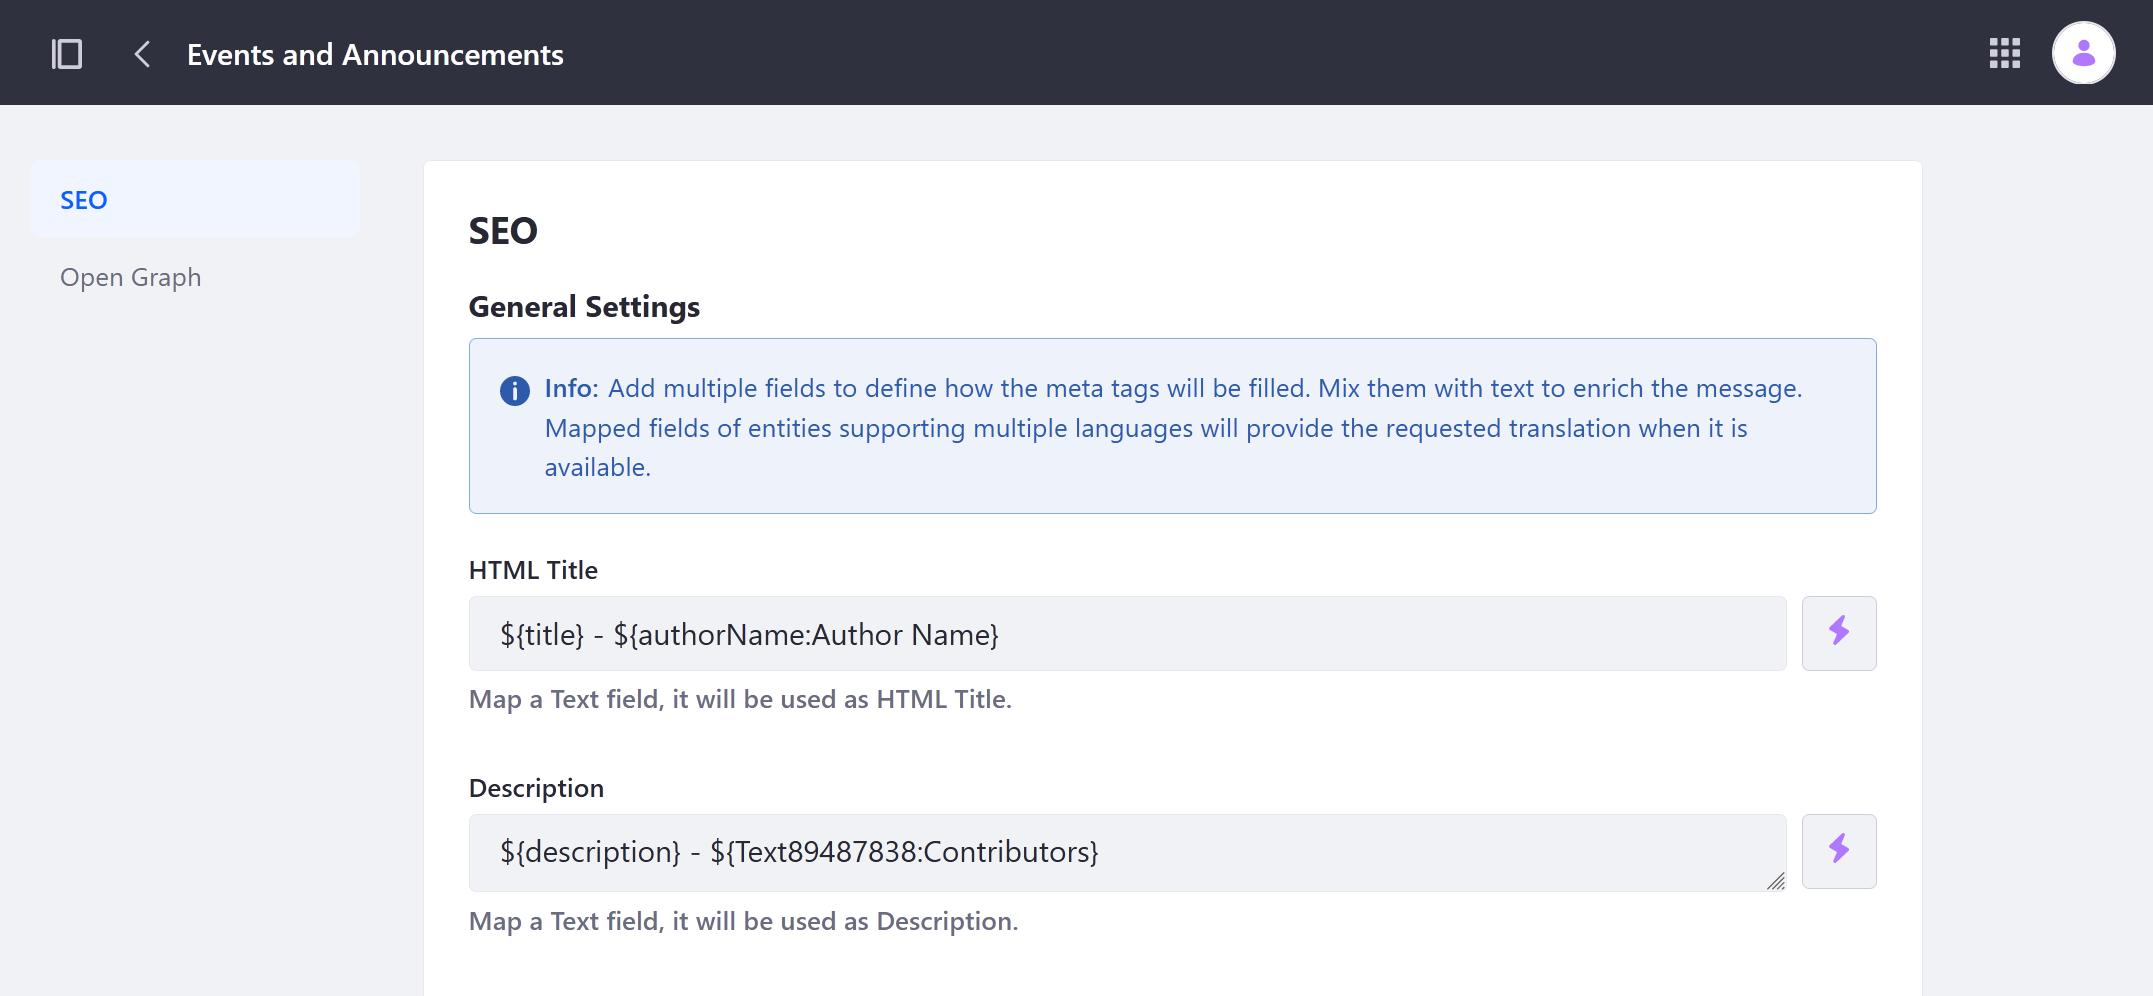 Events and Announcements
SEO
Open Graph
SEO
General Settings
Info: Add multiple fields to define how the meta tags will be filled. Mix them with text to enrich the message.
Mapped fields of entities supporting multiple languages will provide the requested translation when it is
available.
HTML Title
${title} - ${authorName:Author Name}
Map a Text field, it will be used as HTML Title.
Description
${description} - ${Text89487838:Contributors}
Map a Text field, it will be used as Description.